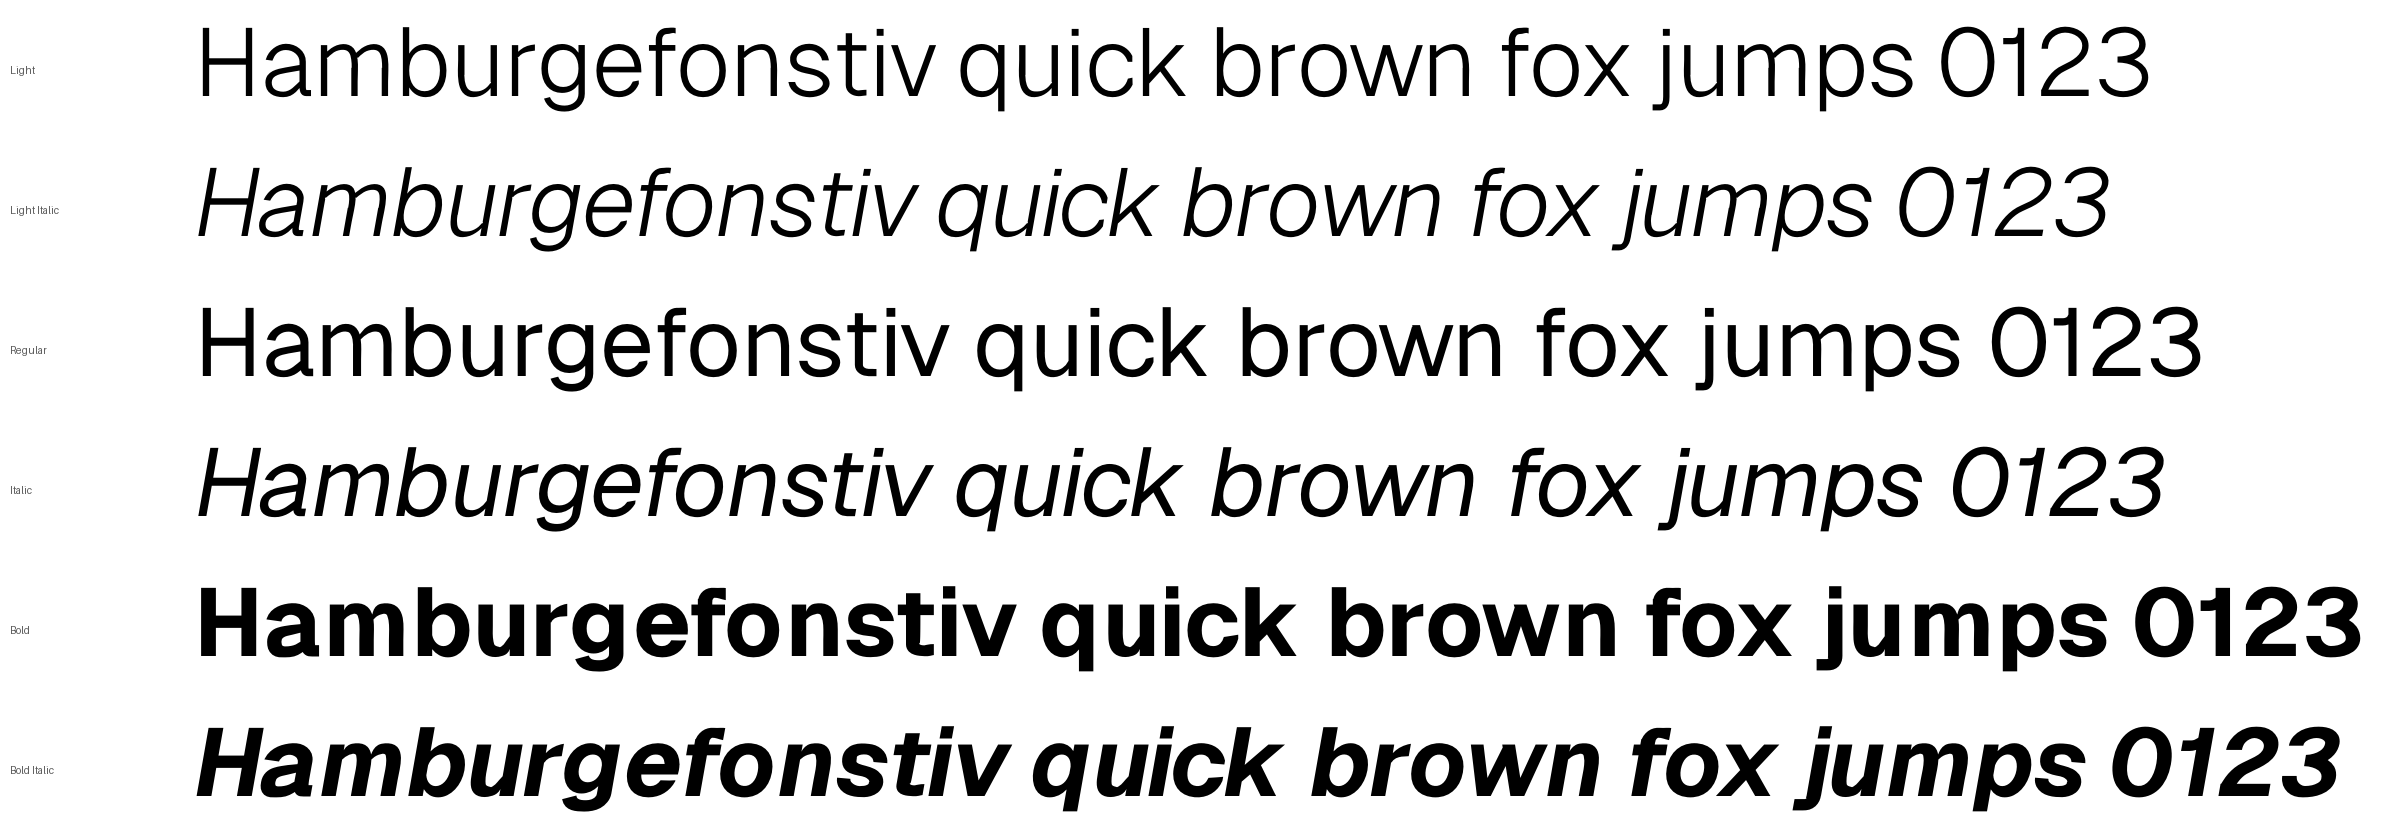 Light Hamburgefonstiv quick brown fox jumps 0123
Light Italic Hamburgefonstiv quick brown fox jumps 0123
Regular Hamburgefonstiv quick brown fox jumps 0123
Italic Hamburgefonstiv quick brown fox jumps 0123
Bold Hamburgefonstiv quick brown fox jumps 0123
Bold Italic Hamburgefonstiv quick brown fox jumps 0123